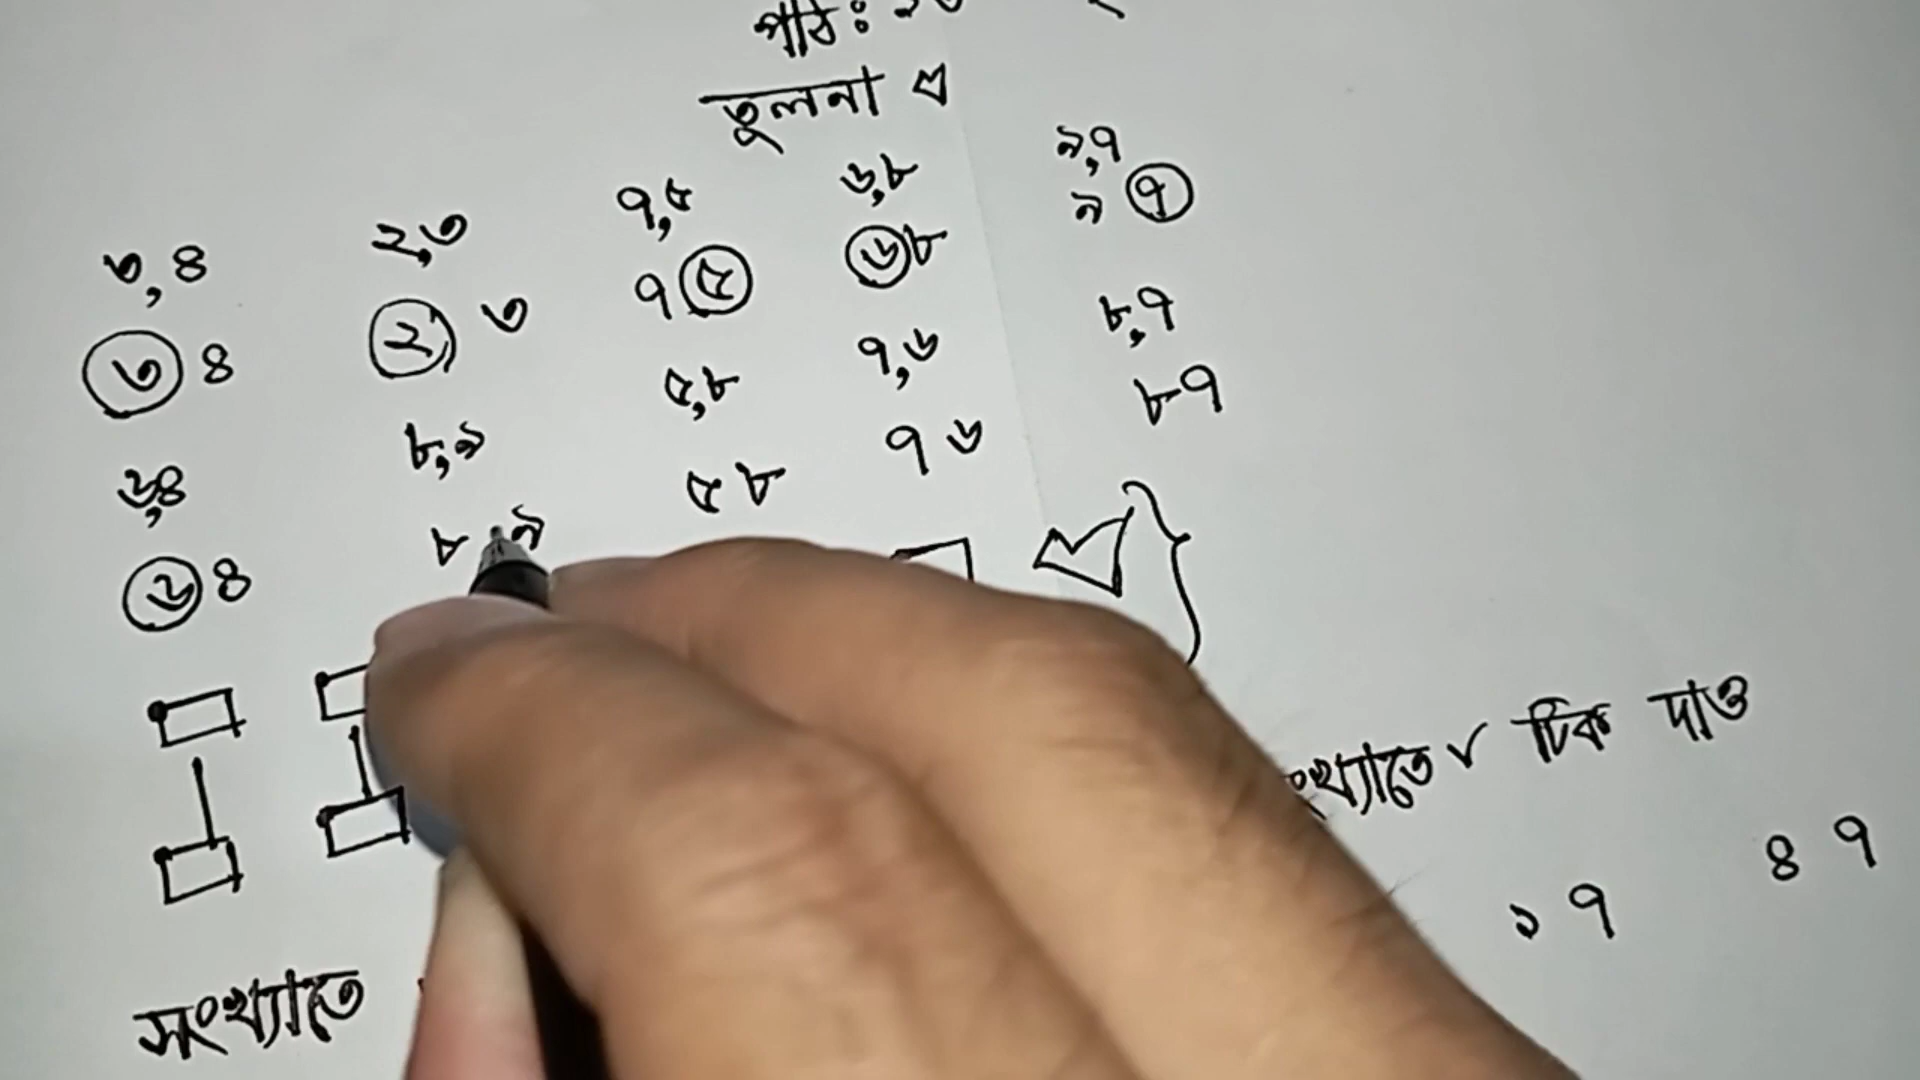 পাঠ:
তুলনা
৩,৪ ২,৩ ৭,৫ ৬,৮ ৯,৭
৩ ৪ ২ ৩ ৭ ৫ ৬ ৮ ৯ ৭
৪ ৮,৯ ৫,৮ ৭,৬ ৮,৭
৪ ৮ ৯ ৫ ৮ ৭ ৬ ৮ ৭
ংখ্যাতে ✓ টিক দাও
১ ৭ ৪ ৭
সংখ্যাতে